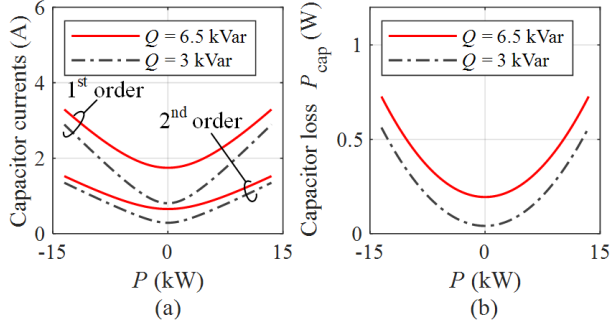 Capacitor currents (A)
6
4
2
0
Q = 6.5 kVar
Q = 3 kVar
1st order
2nd order
-15
0
15
P (kW)
(a)
Capacitor loss Pcap (W)
1
0.5
0
Q = 6.5 kVar
Q = 3 kVar
-15
0
15
P (kW)
(b)